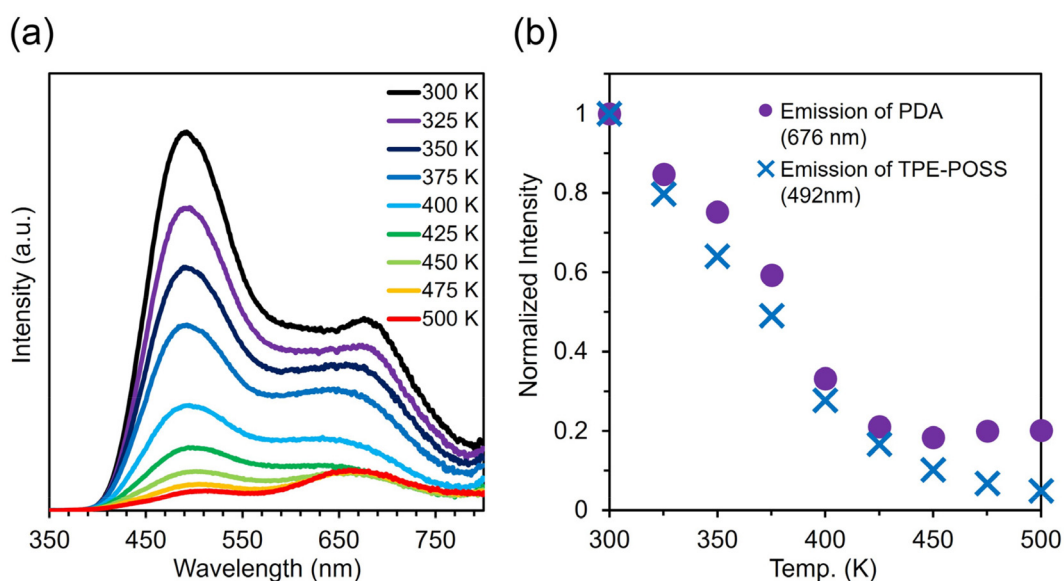 (a)
Intensity (a.u.)
300 K
325 K
350 K
375 K
400 K
425 K
450 K
475 K
500 K
350
450
550
650
750
Wavelength (nm)
(b)
Normalized Intensity
1
0.8
0.6
0.4
0.2
0
Emission of PDA
(676 nm)
Emission of TPE-POSS
(492nm)
300
350
400
450
500
Temp. (K)